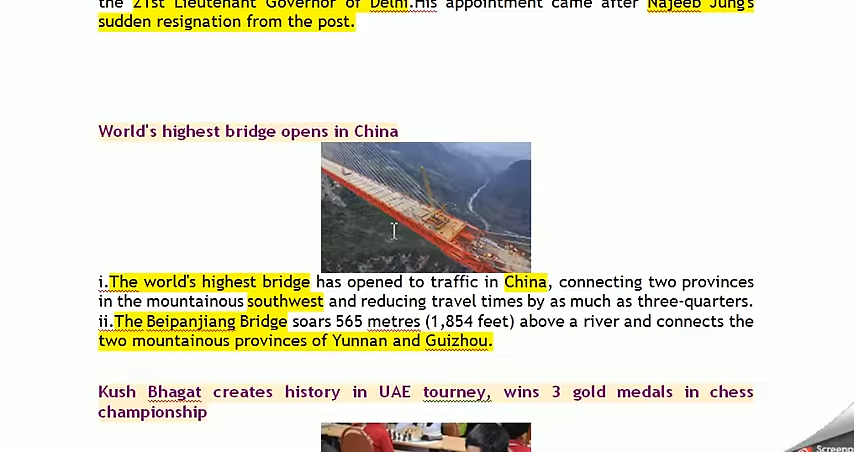 the 21st Lieutenant Governor of Delhi.His appointment came after Najeeb Jung's
sudden resignation from the post.
World's highest bridge opens in China
i.The world's highest bridge has opened to traffic in China, connecting two provinces
in the mountainous southwest and reducing travel times by as much as three-quarters.
ii.The Beipanjiang Bridge soars 565 metres (1,854 feet) above a river and connects the
two mountainous provinces of Yunnan and Guizhou.
Kush Bhagat creates history in UAE tourney, wins 3 gold medals in chess
championship